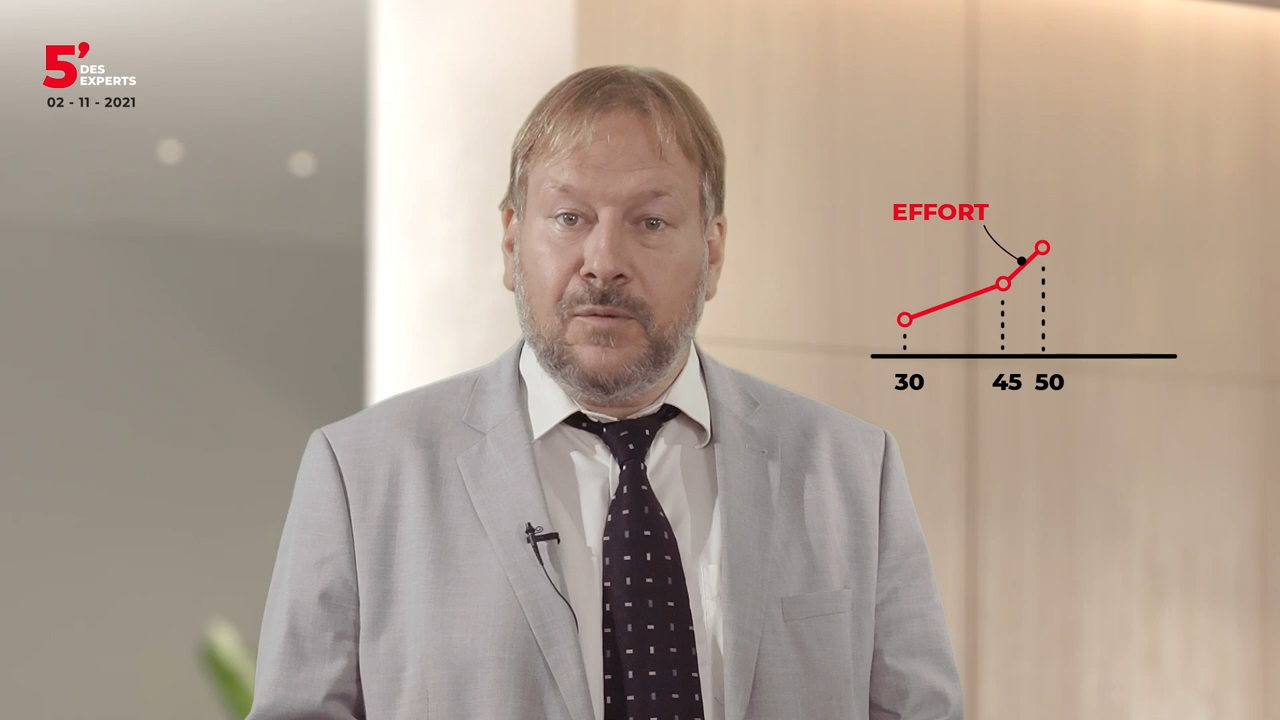 5’ DES
EXPERTS
02 - 11 - 2021
EFFORT
30 45 50